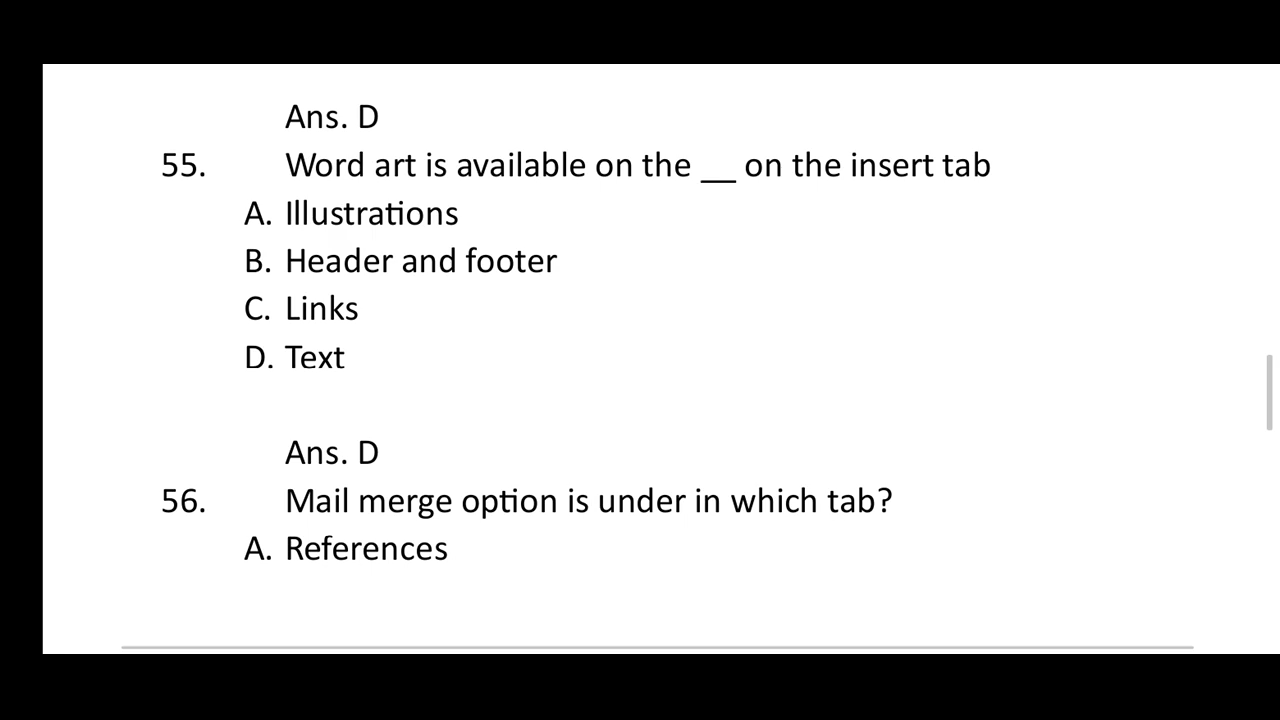 Ans. D
55. Word art is available on the __ on the insert tab
A. Illustrations
B. Header and footer
C. Links
D. Text
Ans. D
56. Mail merge option is under in which tab?
A. References